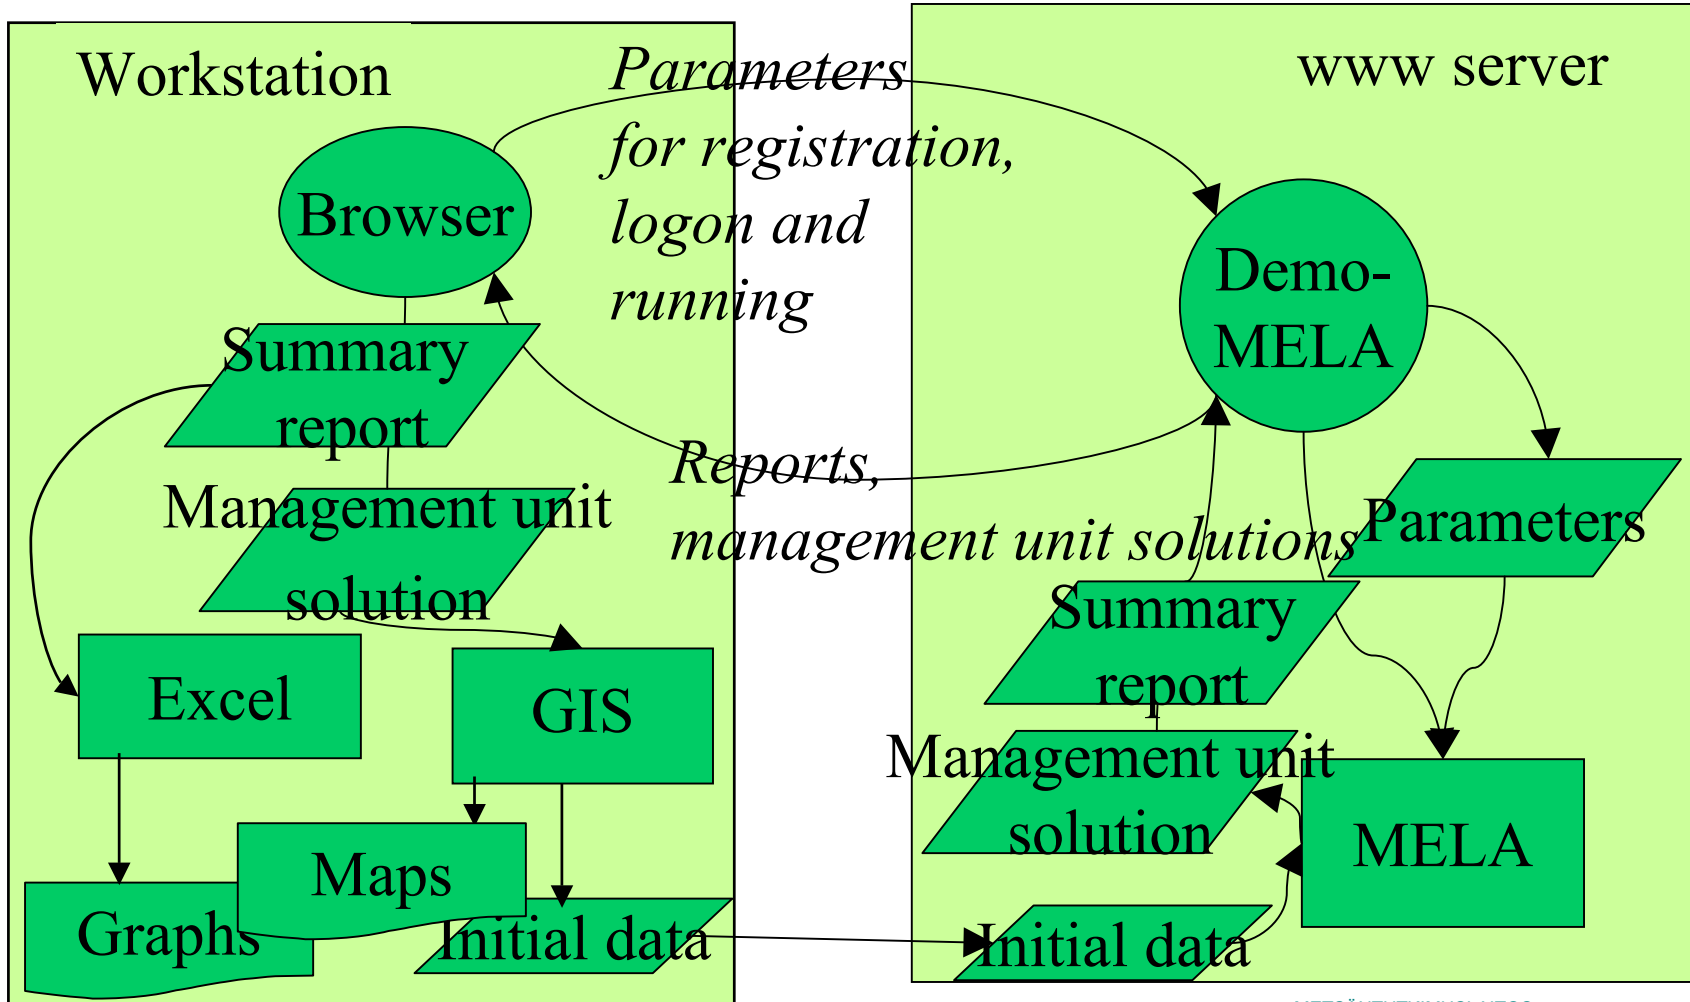 Workstation
Parameters
for registration,
logon and
running
www server
Browser
Demo-
MELA
Summary
report
Reports,
management unit solutions
Management unit
solution
Parameters
Summary
report
Excel
GIS
Management unit
solution
MELA
Maps
Graphs
Initial data
Initial data